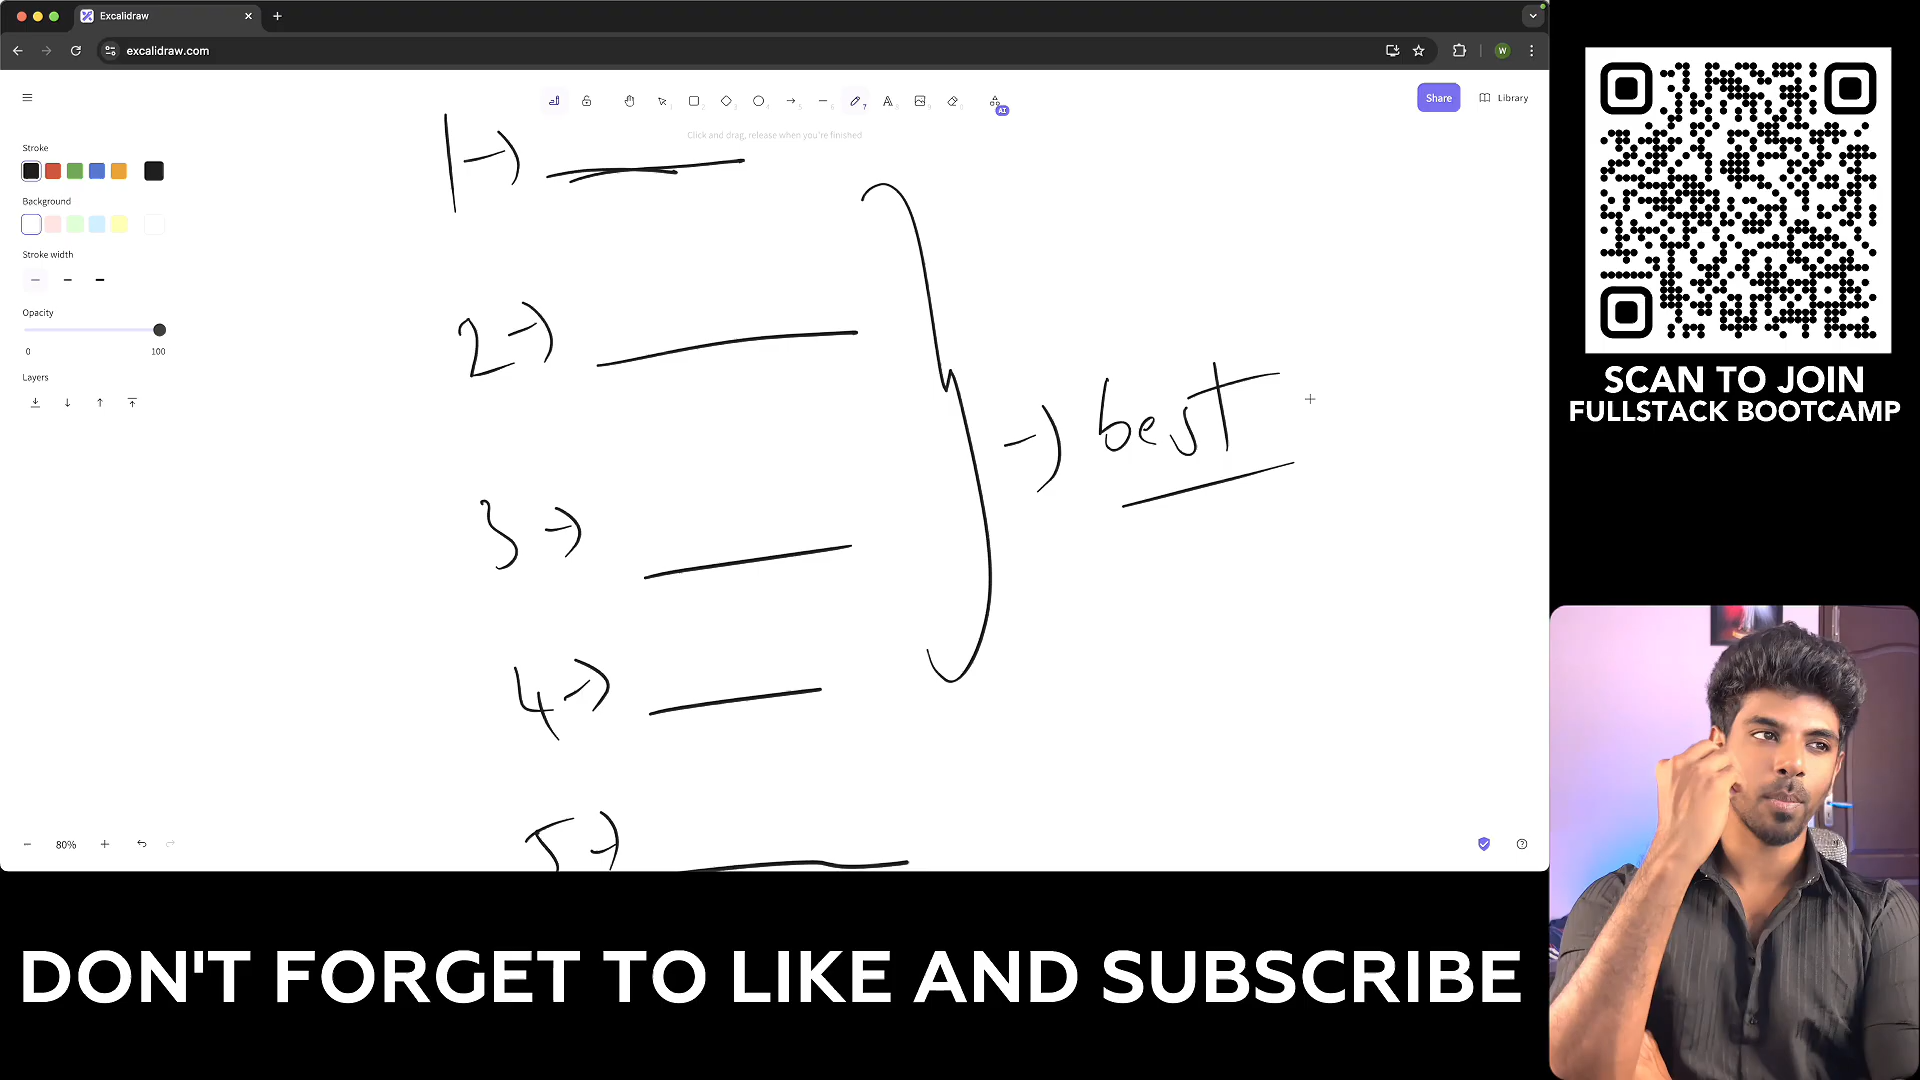 Excalidraw
excalidraw.com
W
Share
Library
Click and drag, release when you're finished
AI
Stroke
Background
Stroke width
Opacity
0 100
Layers
80%
1 →
2 →
3 →
4 →
5 →
→ best
SCAN TO JOIN
FULLSTACK BOOTCAMP
DON'T FORGET TO LIKE AND SUBSCRIBE